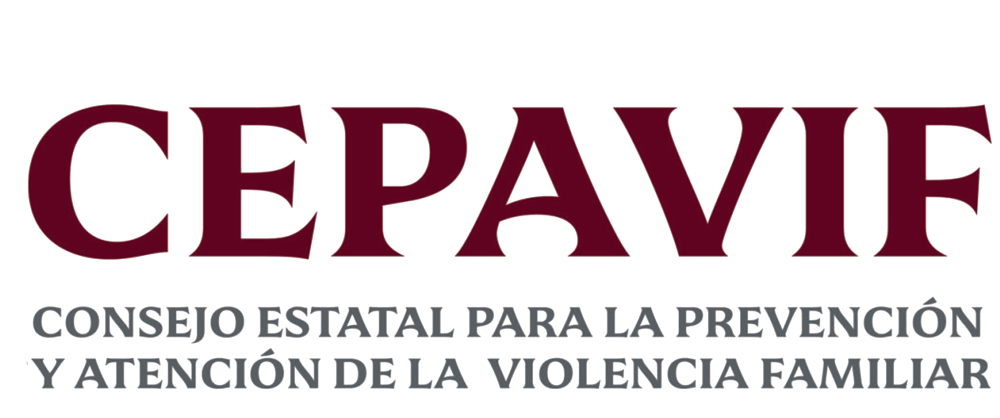 CEPAVIF
CONSEJO ESTATAL PARA LA PREVENCIÓN
Y ATENCIÓN DE LA VIOLENCIA FAMILIAR